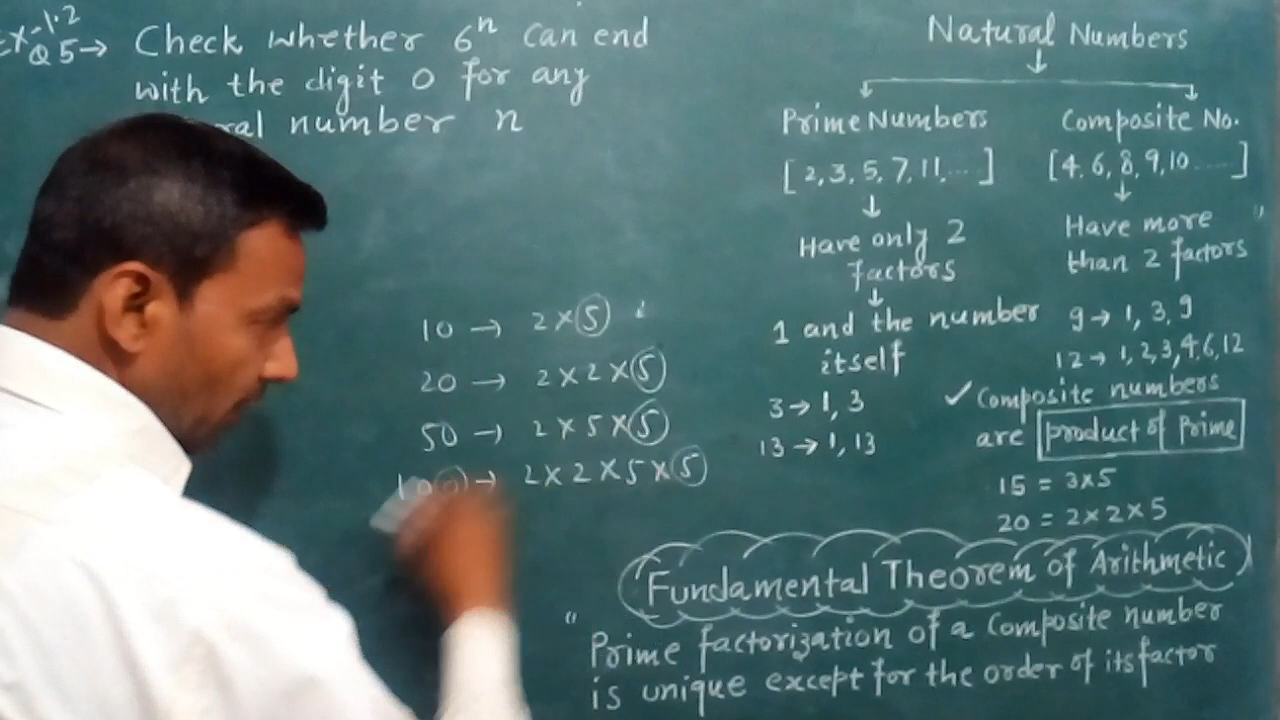 Ex-1.2
Q5→ Check whether 6ⁿ can end
with the digit 0 for any
number n
10 → 2×5
20 → 2×2×5
50 → 2×5×5
→ 2×2×5×5
Natural Numbers
Prime Numbers
[2,3,5,7,11,....]
Have only 2
factors
1 and the number
itself
3→1,3
13→1,13
Composite No.
[4,6,8,9,10.....]
Have more
than 2 factors
9→1,3,9
12→1,2,3,4,6,12
✓ Composite numbers
are product of Prime
15 = 3×5
20 = 2×2×5
Fundamental Theorem of Arithmetic
"Prime factorization of a Composite number
is unique except for the order of its factor